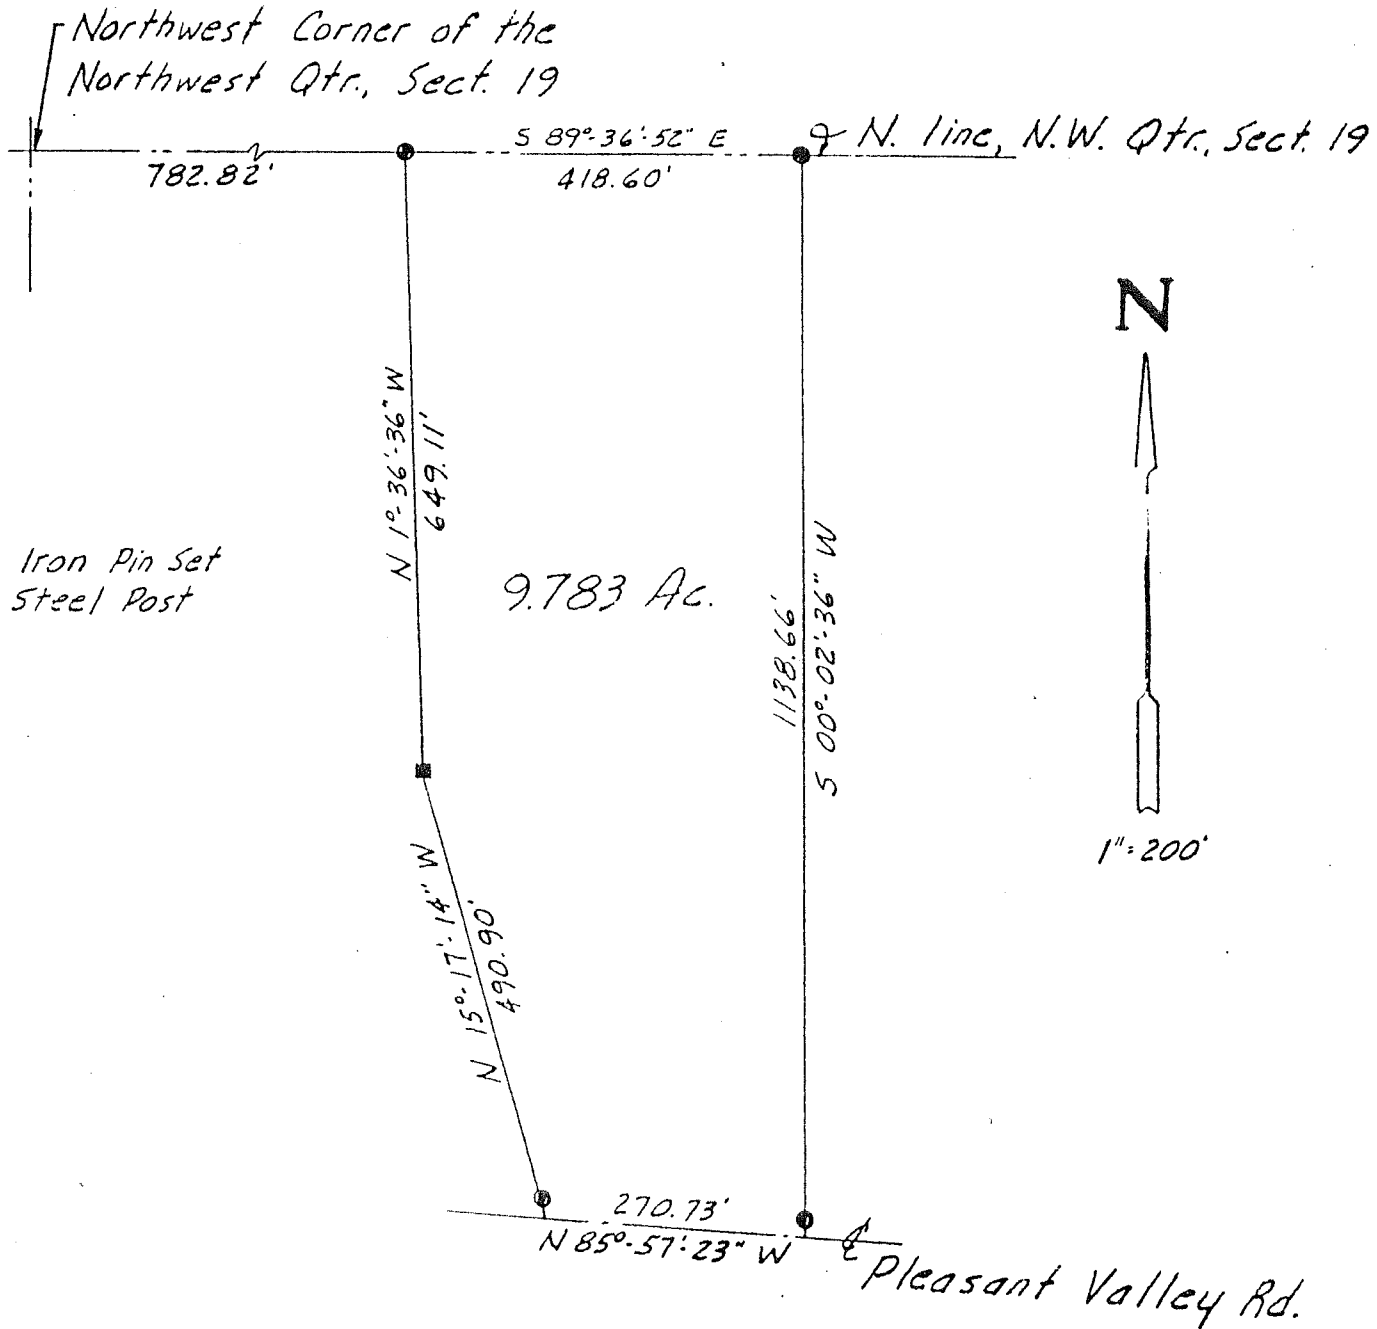 Northwest Corner of the
Northwest Qtr., Sect. 19
S 89°-36'-52" E
N. line, N.W. Qtr., Sect. 19
782.82'
418.60'
N
N 1°-36'-36" W
649.11'
Iron Pin Set
Steel Post
9.783 Ac.
1138.66'
S 00°-02'-36" W
1"=200'
N 15°-17'-14" W
490.90'
270.73'
N 85°-57'-23" W
℄ Pleasant Valley Rd.